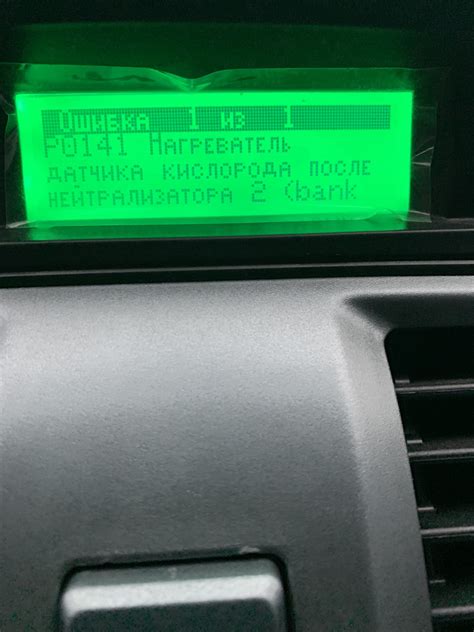 Ошибка 1 из 1
P0141 Нагреватель
датчика кислорода после
нейтрализатора 2 (bank